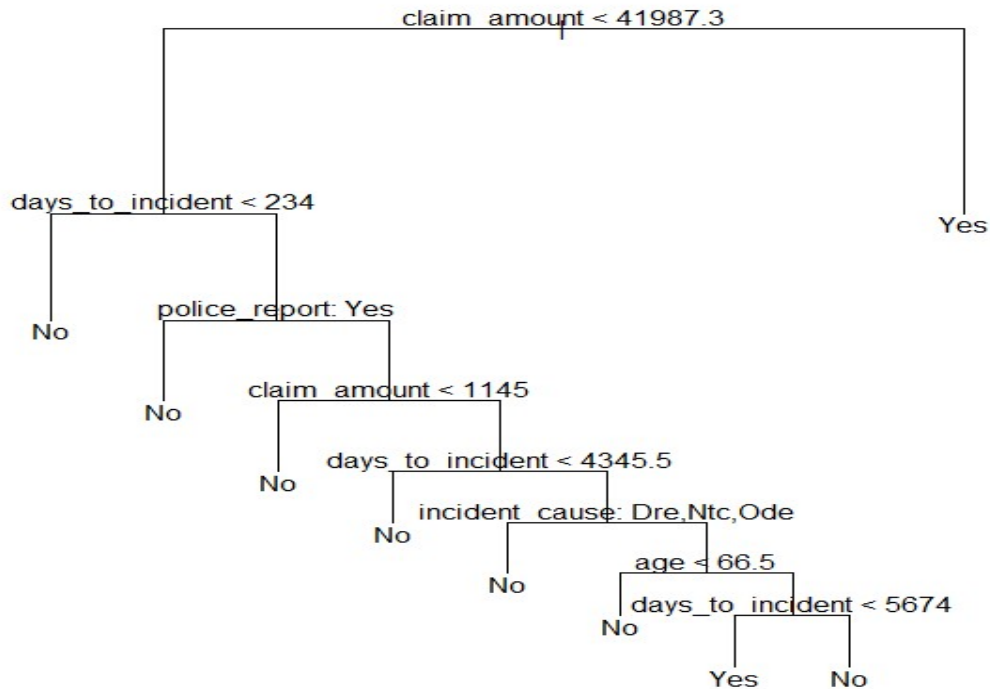 claim_amount < 41987.3
days_to_incident < 234
Yes
police_report: Yes
No
claim_amount < 1145
No
days_to_incident < 4345.5
No
incident_cause: Dre,Ntc,Ode
No
age < 66.5
No
days_to_incident < 5674
No
Yes
No